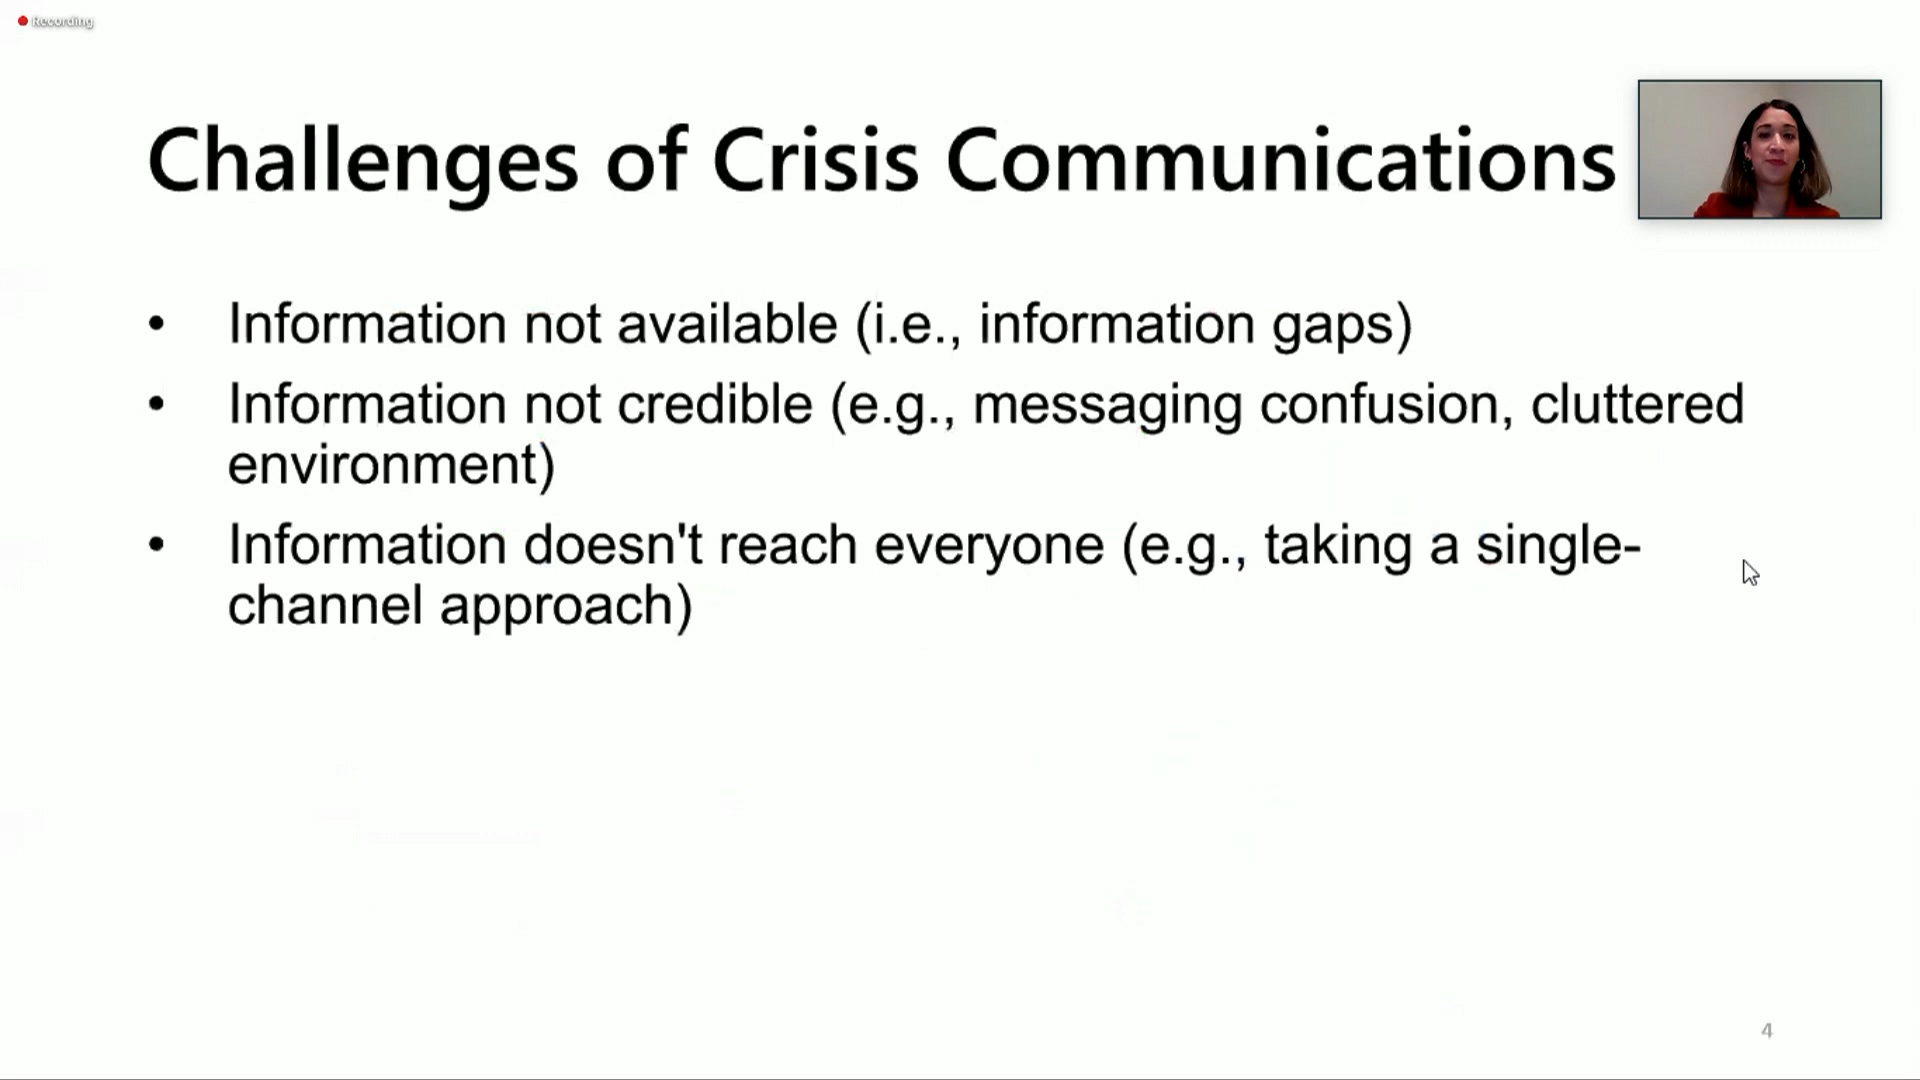 Recording
Challenges of Crisis Communications
• Information not available (i.e., information gaps)
• Information not credible (e.g., messaging confusion, cluttered
environment)
• Information doesn't reach everyone (e.g., taking a single-
channel approach)
4